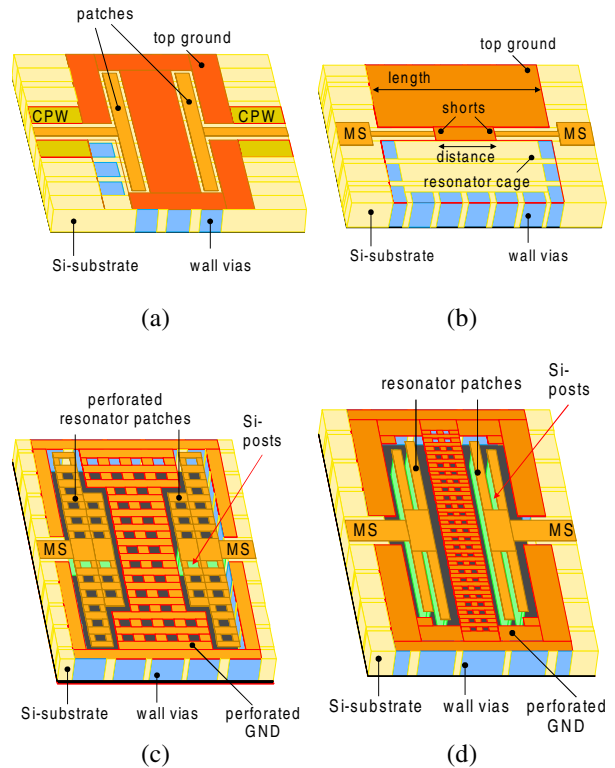 patches
top ground
CPW
CPW
Si-substrate
wall vias
(a)
top ground
length
shorts
MS
MS
distance
resonator cage
Si-substrate
wall vias
(b)
perforated
resonator patches
Si-
posts
MS
MS
Si-substrate
wall vias
perforated
GND
(c)
resonator patches
Si-
posts
MS
MS
Si-substrate
wall vias
perforated
GND
(d)